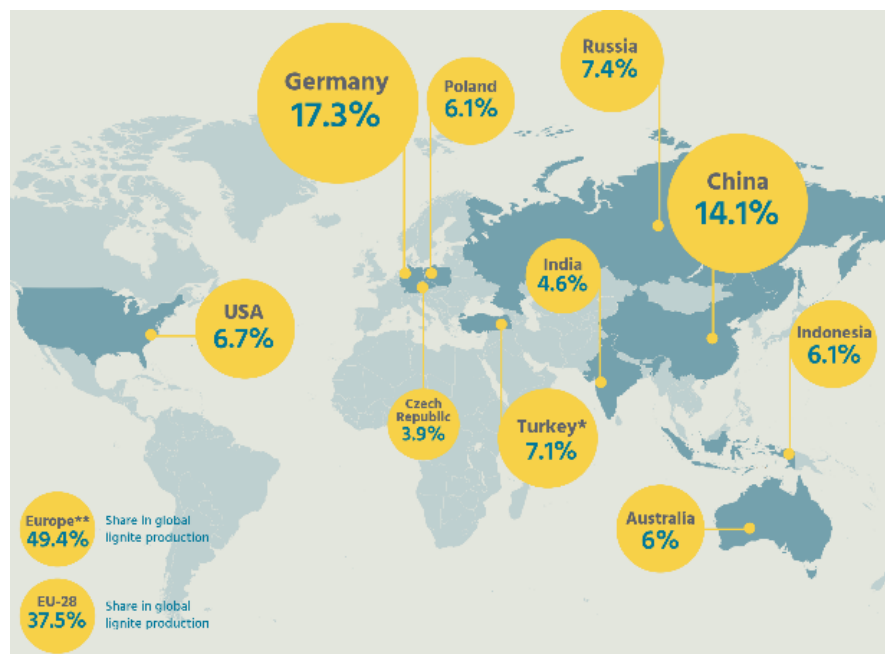 Germany
17.3%
Poland
6.1%
Russia
7.4%
China
14.1%
India
4.6%
USA
6.7%
Indonesia
6.1%
Czech
Republic
3.9%
Turkey*
7.1%
Australia
6%
Europe**
49.4%
Share in global
lignite production
EU-28
37.5%
Share in global
lignite production